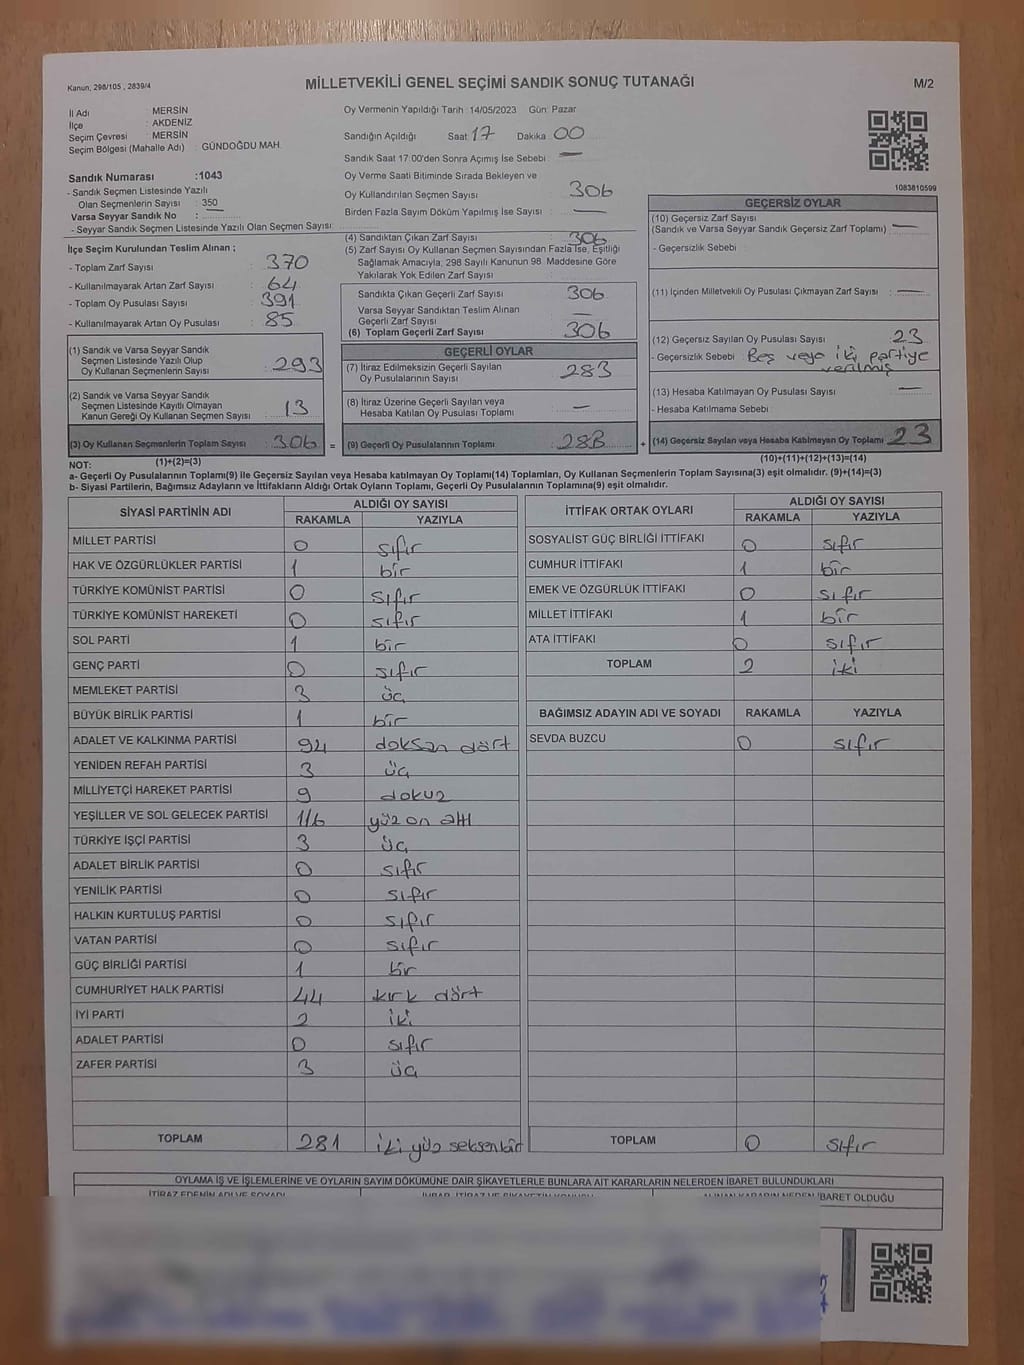 Kanun, 298/105 , 2839/4
MİLLETVEKİLİ GENEL SEÇİMİ SANDIK SONUÇ TUTANAĞI
M/2
İl Adı : MERSİN
İlçe : AKDENİZ
Seçim Çevresi : MERSİN
Seçim Bölgesi (Mahalle Adı) : GÜNDOĞDU MAH.
Sandık Numarası :1043
- Sandık Seçmen Listesinde Yazılı
Olan Seçmenlerin Sayısı : 350
Varsa Seyyar Sandık No :
- Seyyar Sandık Seçmen Listesinde Yazılı Olan Seçmen Sayısı:
Oy Vermenin Yapıldığı Tarih :14/05/2023 Gün: Pazar
Sandığın Açıldığı Saat 17 Dakika 00
Sandık Saat 17:00'den Sonra Açımış İse Sebebi : —
Oy Verme Saati Bitiminde Sırada Bekleyen ve
Oy Kullandırılan Seçmen Sayısı 306
Birden Fazla Sayım Döküm Yapılmış İse Sayısı : —
1083810599
İlçe Seçim Kurulundan Teslim Alınan ;
- Toplam Zarf Sayısı : 370
- Kullanılmayarak Artan Zarf Sayısı : 64
- Toplam Oy Pusulası Sayısı : 391
- Kullanılmayarak Artan Oy Pusulası : 85
(1) Sandık ve Varsa Seyyar Sandık
Seçmen Listesinde Yazılı Olup
Oy Kullanan Seçmenlerin Sayısı : 293
(2) Sandık ve Varsa Seyyar Sandık
Seçmen Listesinde Kayıtlı Olmayan
Kanun Gereği Oy Kullanan Seçmen Sayısı : 13
(3) Oy Kullanan Seçmenlerin Toplam Sayısı : 306
(1)+(2)=(3)
(4) Sandıktan Çıkan Zarf Sayısı : 306
(5) Zarf Sayısı Oy Kullanan Seçmen Sayısından Fazla İse, Eşitliği
Sağlamak Amacıyla, 298 Sayılı Kanunun 98. Maddesine Göre
Yakılarak Yok Edilen Zarf Sayısı :
Sandıkta Çıkan Geçerli Zarf Sayısı : 306
Varsa Seyyar Sandıktan Teslim Alınan
Geçerli Zarf Sayısı : —
(6) Toplam Geçerli Zarf Sayısı : 306
GEÇERLİ OYLAR
(7) İtiraz Edilmeksizin Geçerli Sayılan
Oy Pusulalarının Sayısı : 283
(8) İtiraz Üzerine Geçerli Sayılan veya
Hesaba Katılan Oy Pusulası Toplamı : —
= (9) Geçerli Oy Pusulalarının Toplamı : 283
GEÇERSİZ OYLAR
(10) Geçersiz Zarf Sayısı
(Sandık ve Varsa Seyyar Sandık Geçersiz Zarf Toplamı) : —
- Geçersizlik Sebebi :
(11) İçinden Milletvekili Oy Pusulası Çıkmayan Zarf Sayısı : —
(12) Geçersiz Sayılan Oy Pusulası Sayısı : 23
- Geçersizlik Sebebi : Boş veya iki partiye
verilmiş
(13) Hesaba Katılmayan Oy Pusulası Sayısı : —
- Hesaba Katılmama Sebebi :
+ (14) Geçersiz Sayılan veya Hesaba Katılmayan Oy Toplamı : 23
(10)+(11)+(12)+(13)=(14)
NOT:
a- Geçerli Oy Pusulalarının Toplamı(9) ile Geçersiz Sayılan veya Hesaba katılmayan Oy Toplam(14) Toplamları, Oy Kullanan Seçmenlerin Toplam Sayısına(3) eşit olmalıdır. (9)+(14)=(3)
b- Siyasi Partilerin, Bağımsız Adayların ve İttifakların Aldığı Ortak Oyların Toplamı, Geçerli Oy Pusulalarının Toplamına(9) eşit olmalıdır.
SİYASİ PARTİNİN ADI ALDIĞI OY SAYISI
RAKAMLA YAZIYLA
MİLLET PARTİSİ 0 sıfır
HAK VE ÖZGÜRLÜKLER PARTİSİ 1 bir
TÜRKİYE KOMÜNİST PARTİSİ 0 sıfır
TÜRKİYE KOMÜNİST HAREKETİ 0 sıfır
SOL PARTİ 1 bir
GENÇ PARTİ 0 sıfır
MEMLEKET PARTİSİ 3 üç
BÜYÜK BİRLİK PARTİSİ 1 bir
ADALET VE KALKINMA PARTİSİ 94 doksan dört
YENİDEN REFAH PARTİSİ 3 üç
MİLLİYETÇİ HAREKET PARTİSİ 9 dokuz
YEŞİLLER VE SOL GELECEK PARTİSİ 116 yüz on altı
TÜRKİYE İŞÇİ PARTİSİ 3 üç
ADALET BİRLİK PARTİSİ 0 sıfır
YENİLİK PARTİSİ 0 sıfır
HALKIN KURTULUŞ PARTİSİ 0 sıfır
VATAN PARTİSİ 0 sıfır
GÜÇ BİRLİĞİ PARTİSİ 1 bir
CUMHURİYET HALK PARTİSİ 44 kırk dört
İYİ PARTİ 2 iki
ADALET PARTİSİ 0 sıfır
ZAFER PARTİSİ 3 üç
TOPLAM 281 iki yüz seksen bir
İTTİFAK ORTAK OYLARI ALDIĞI OY SAYISI
RAKAMLA YAZIYLA
SOSYALİST GÜÇ BİRLİĞİ İTTİFAKI 0 sıfır
CUMHUR İTTİFAKI 1 bir
EMEK VE ÖZGÜRLÜK İTTİFAKI 0 sıfır
MİLLET İTTİFAKI 1 bir
ATA İTTİFAKI 0 sıfır
TOPLAM 2 iki
BAĞIMSIZ ADAYIN ADI VE SOYADI RAKAMLA YAZIYLA
SEVDA BUZCU 0 sıfır
TOPLAM 0 sıfır
OYLAMA İŞ VE İŞLEMLERİNE VE OYLARIN SAYIM DÖKÜMÜNE DAİR ŞİKAYETLERLE BUNLARA AİT KARARLARIN NELERDEN İBARET BULUNDUKLARI
İTİRAZ EDENİN ADI VE SOYADI
İBARET OLDUĞU